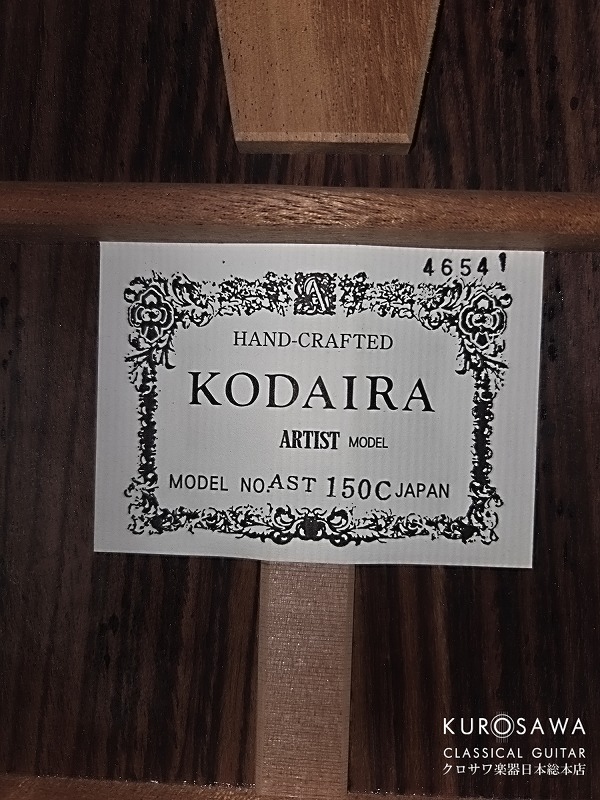 46541
A
HAND-CRAFTED
KODAIRA
ARTIST MODEL
MODEL NO. AST 150C JAPAN
KUROSAWA
CLASSICAL GUITAR
クロサワ楽器日本総本店